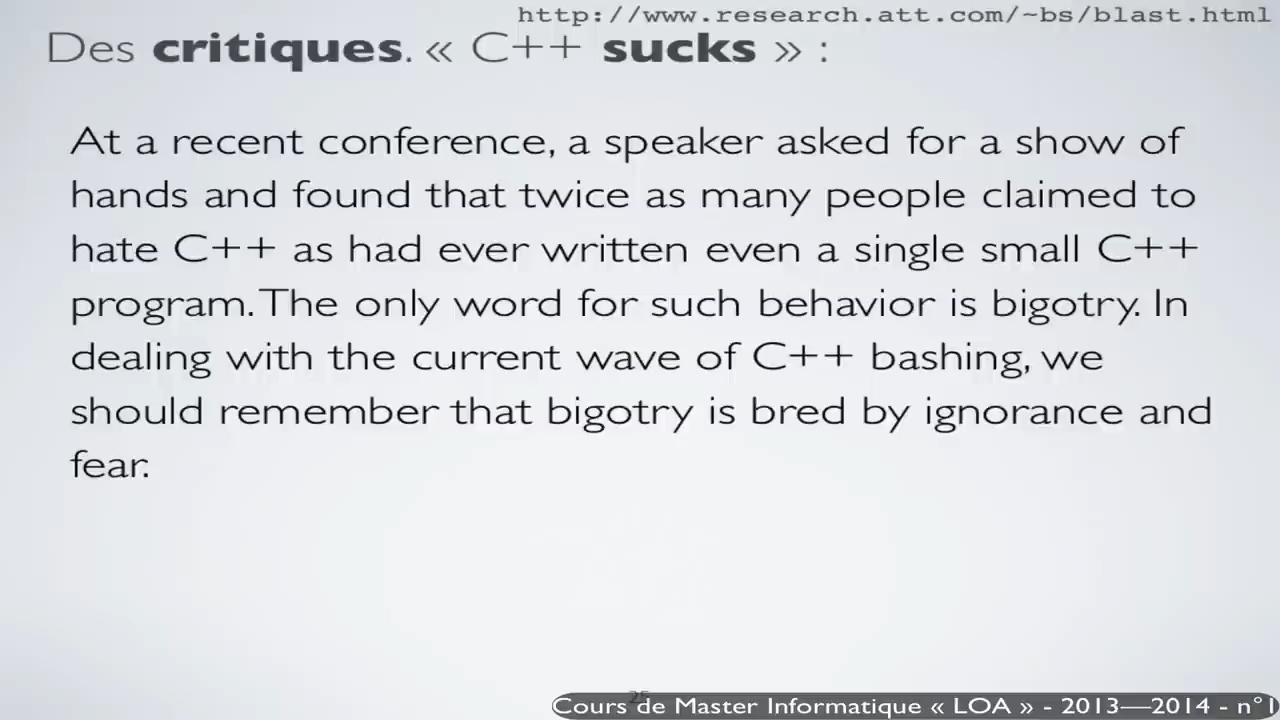 http://www.research.att.com/~bs/blast.html
Des critiques. « C++ sucks » :
At a recent conference, a speaker asked for a show of
hands and found that twice as many people claimed to
hate C++ as had ever written even a single small C++
program. The only word for such behavior is bigotry. In
dealing with the current wave of C++ bashing, we
should remember that bigotry is bred by ignorance and
fear.
25
Cours de Master Informatique « LOA » - 2013—2014 - n°1